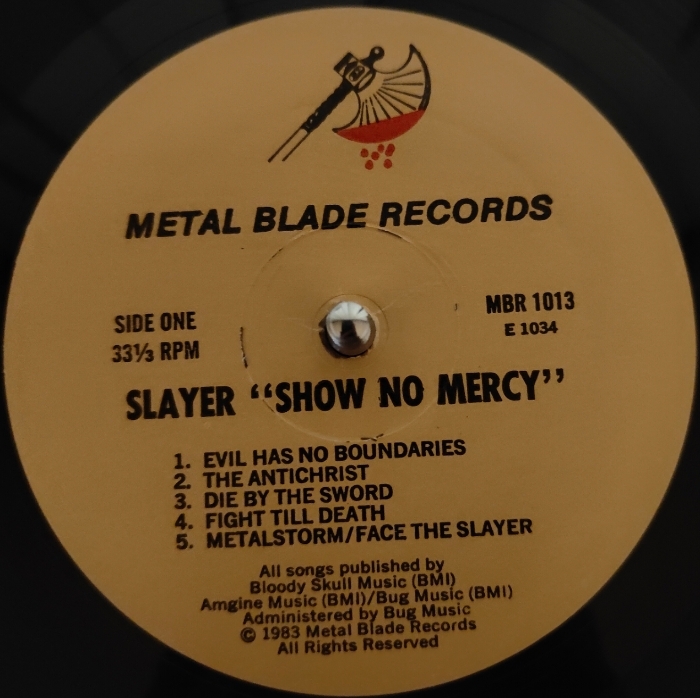 METAL BLADE RECORDS
SIDE ONE
33⅓ RPM
MBR 1013
E 1034
SLAYER “SHOW NO MERCY”
1. EVIL HAS NO BOUNDARIES
2. THE ANTICHRIST
3. DIE BY THE SWORD
4. FIGHT TILL DEATH
5. METALSTORM/FACE THE SLAYER
All songs published by
Bloody Skull Music (BMI)
Amgine Music (BMI)/Bug Music (BMI)
Administered by Bug Music
© 1983 Metal Blade Records
All Rights Reserved